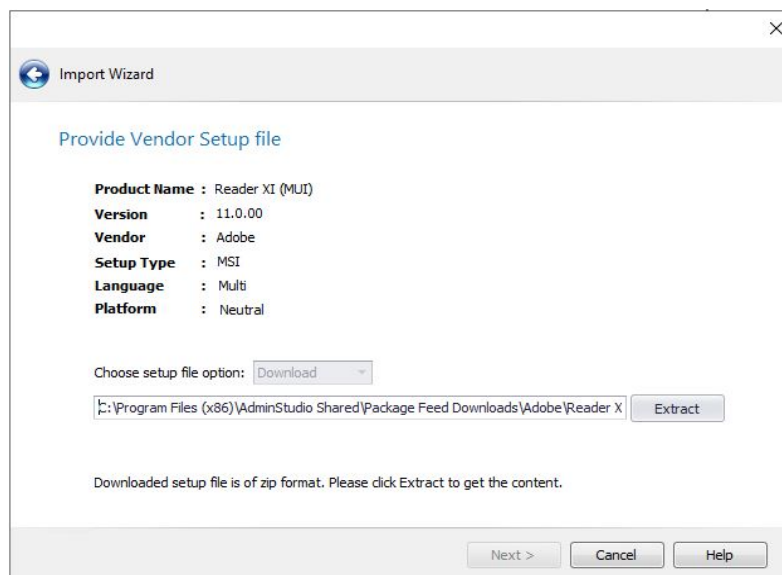 Import Wizard
Provide Vendor Setup file
Product Name : Reader XI (MUI)
Version : 11.0.00
Vendor : Adobe
Setup Type : MSI
Language : Multi
Platform : Neutral
Choose setup file option: Download
C:\Program Files (x86)\AdminStudio Shared\Package Feed Downloads\Adobe\Reader X Extract
Downloaded setup file is of zip format. Please click Extract to get the content.
Next > Cancel Help